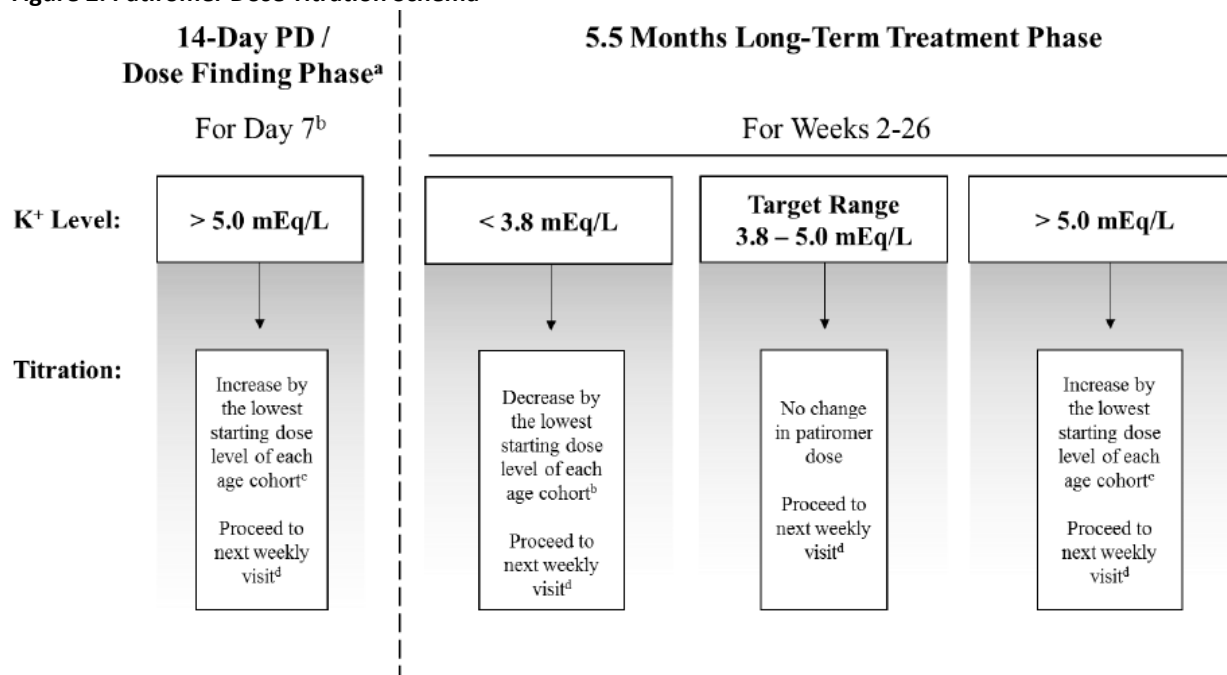 Figure 2. Patiromer Dose Titration Schema
14-Day PD /
Dose Finding Phaseᵃ
5.5 Months Long-Term Treatment Phase
For Day 7ᵇ
For Weeks 2-26
K⁺ Level:
> 5.0 mEq/L
< 3.8 mEq/L
Target Range
3.8 – 5.0 mEq/L
> 5.0 mEq/L
Titration:
Increase by
the lowest
starting dose
level of each
age cohortᶜ
Proceed to
next weekly
visitᵈ
Decrease by
the lowest
starting dose
level of each
age cohortᵇ
Proceed to
next weekly
visitᵈ
No change
in patiromer
dose
Proceed to
next weekly
visitᵈ
Increase by
the lowest
starting dose
level of each
age cohortᶜ
Proceed to
next weekly
visitᵈ